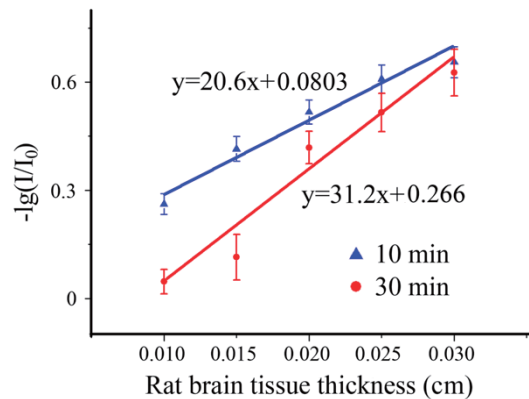 0.6
0.3
0
-lg(I/I₀)
y=20.6x+0.0803
y=31.2x+0.266
10 min
30 min
0.010 0.015 0.020 0.025 0.030
Rat brain tissue thickness (cm)